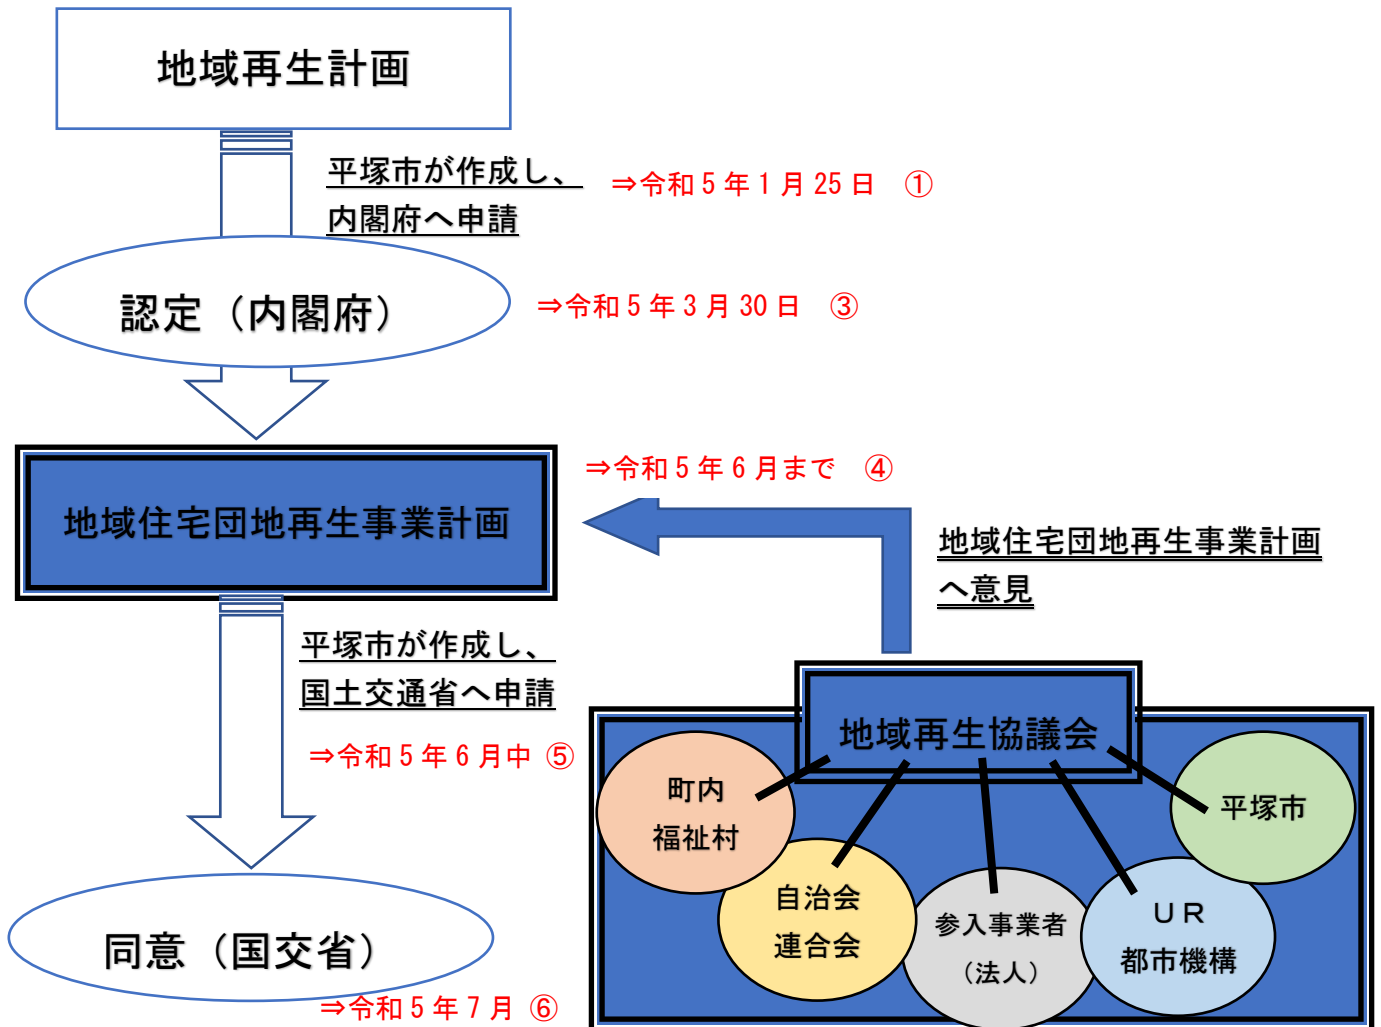 地域再生計画
平塚市が作成し、
内閣府へ申請
⇒令和５年１月 25 日　①
認定（内閣府）
⇒令和５年３月 30 日　③
⇒令和５年６月まで　④
地域住宅団地再生事業計画
地域住宅団地再生事業計画
へ意見
平塚市が作成し、
国土交通省へ申請
⇒令和５年６月中 ⑤
地域再生協議会
町内
福祉村
自治会
連合会
参入事業者
（法人）
ＵＲ
都市機構
平塚市
同意（国交省）
⇒令和５年７月 ⑥